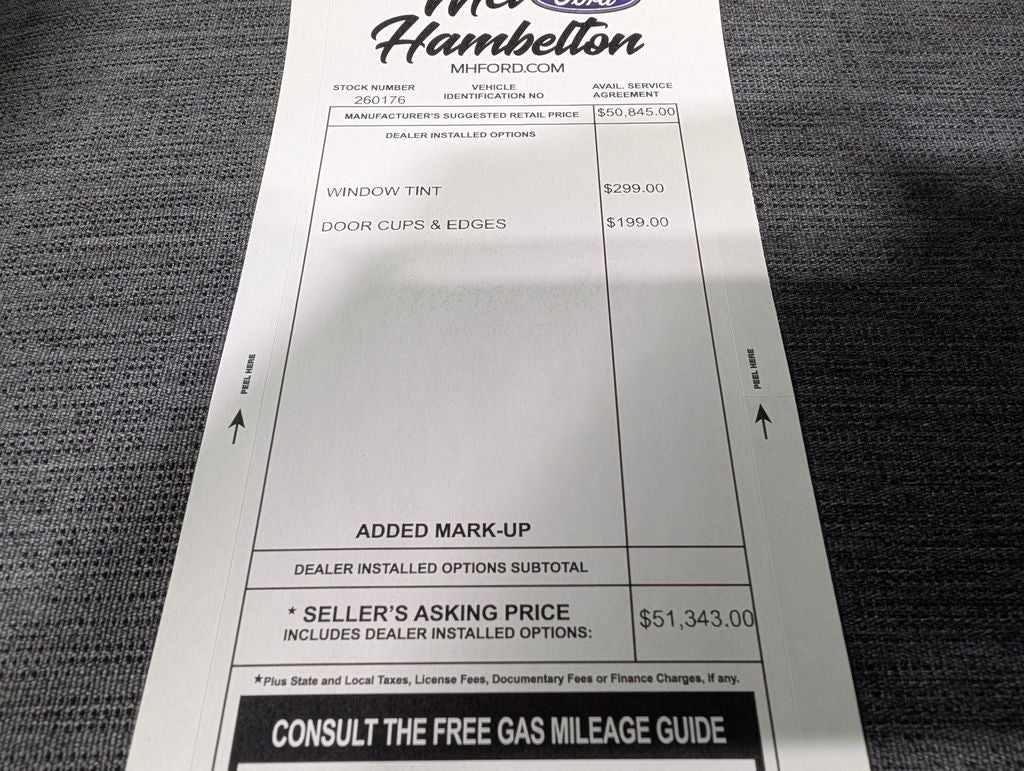 Mel Ford
Hambelton
MHFORD.COM
STOCK NUMBER VEHICLE IDENTIFICATION NO AVAIL. SERVICE AGREEMENT
260176
MANUFACTURER'S SUGGESTED RETAIL PRICE $50,845.00
DEALER INSTALLED OPTIONS
WINDOW TINT $299.00
DOOR CUPS & EDGES $199.00
PEEL HERE
PEEL HERE
ADDED MARK-UP
DEALER INSTALLED OPTIONS SUBTOTAL
* SELLER'S ASKING PRICE $51,343.00
INCLUDES DEALER INSTALLED OPTIONS:
★Plus State and Local Taxes, License Fees, Documentary Fees or Finance Charges, if any.
CONSULT THE FREE GAS MILEAGE GUIDE